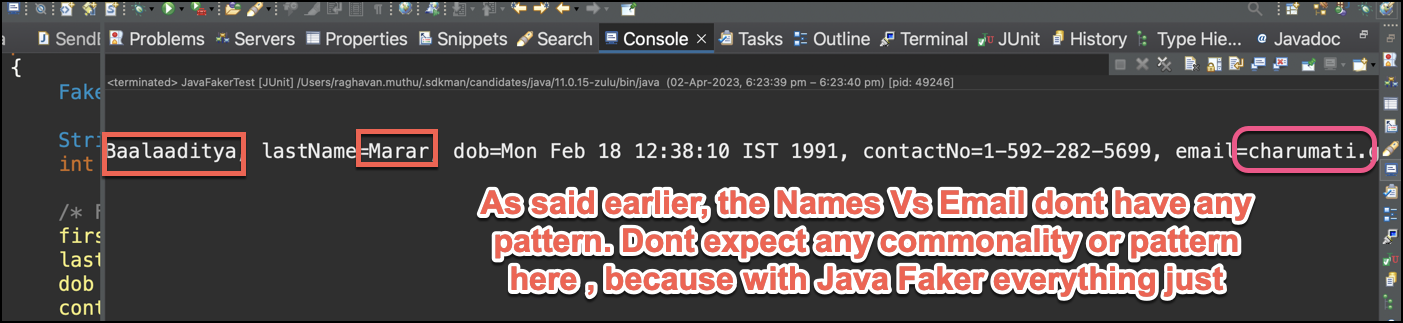 SendE Problems Servers Properties Snippets Search Console Tasks Outline Terminal JUnit History Type Hie... Javadoc
{
<terminated> JavaFakerTest [JUnit] /Users/raghavan.muthu/.sdkman/candidates/java/11.0.15-zulu/bin/java (02-Apr-2023, 6:23:39 pm – 6:23:40 pm) [pid: 49246]
Fake
Stri
Baalaaditya, lastName=Marar, dob=Mon Feb 18 12:38:10 IST 1991, contactNo=1-592-282-5699, email=charumati.g
int
/* F
firs
last
dob
cont
As said earlier, the Names Vs Email dont have any
pattern. Dont expect any commonality or pattern
here , because with Java Faker everything just